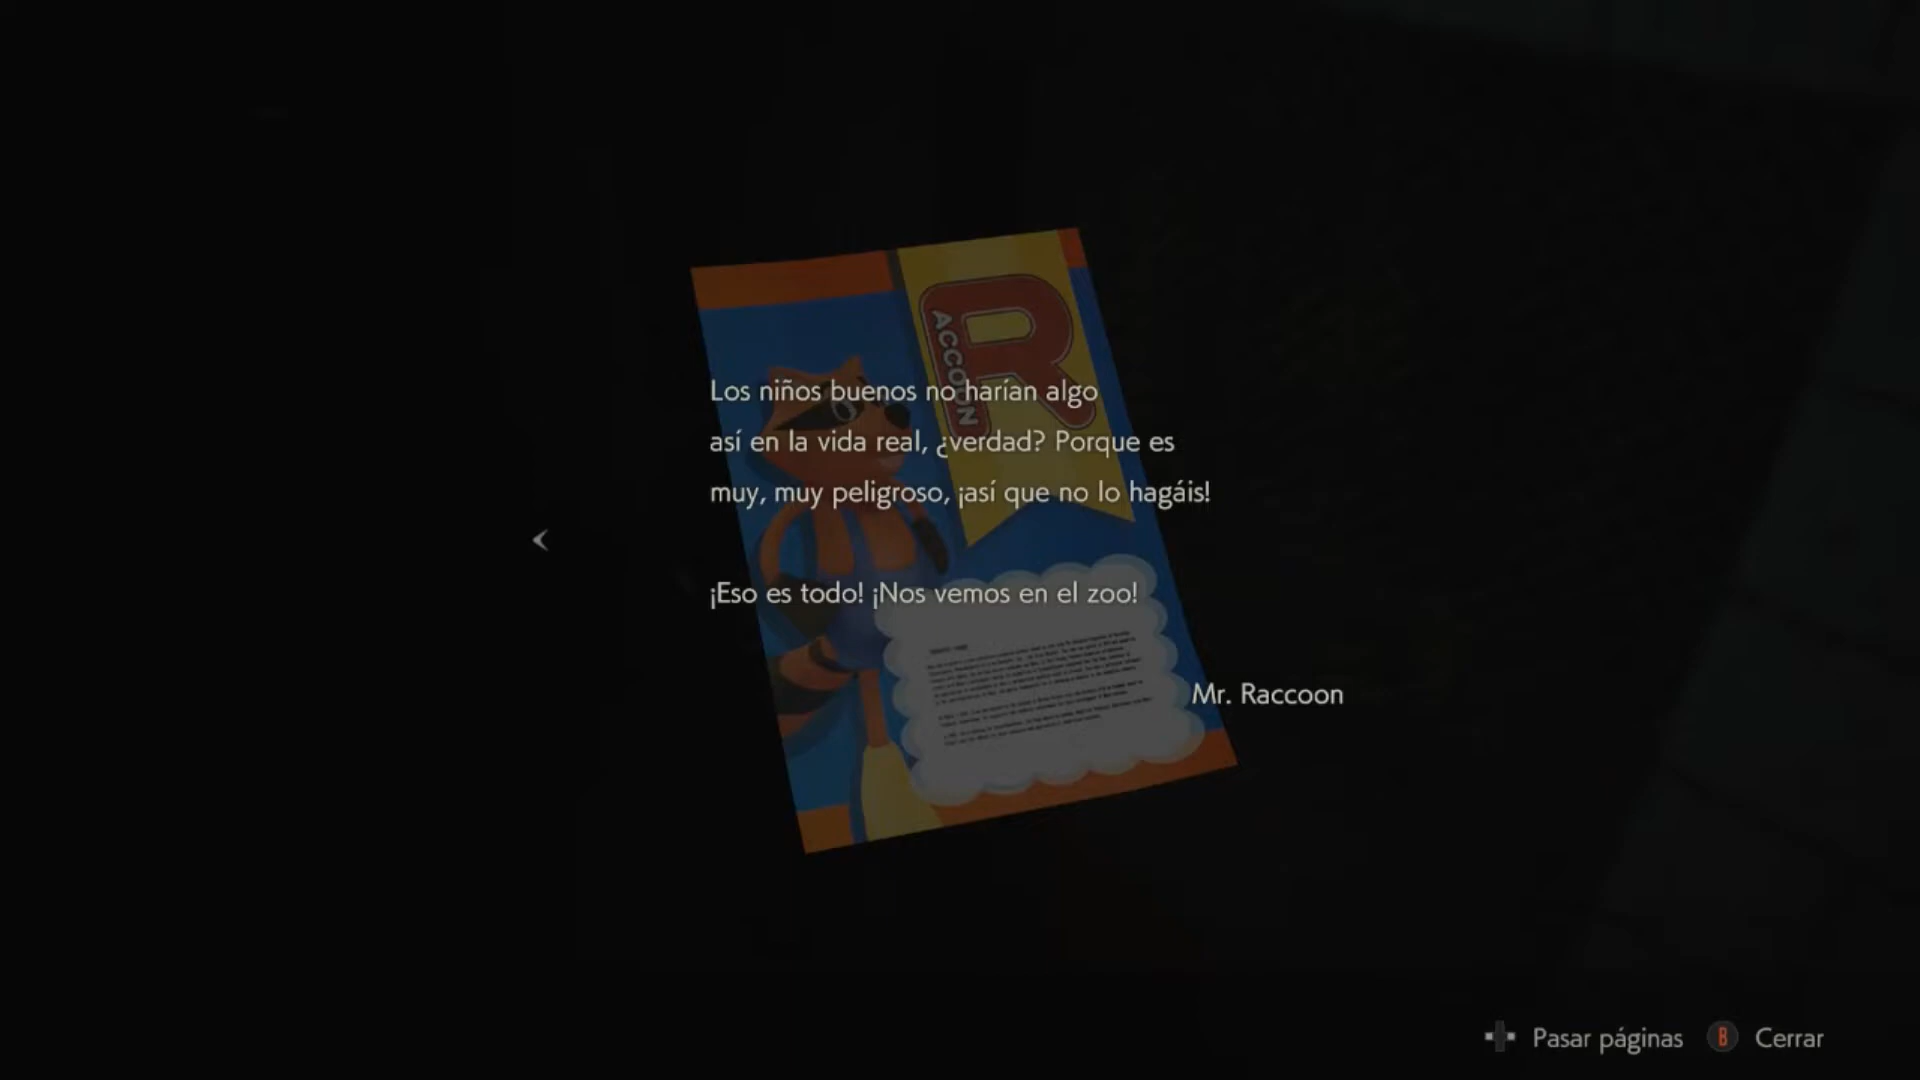 R
ACCOON
Los niños buenos no harían algo
así en la vida real, ¿verdad? Porque es
muy, muy peligroso, ¡así que no lo hagáis!
¡Eso es todo! ¡Nos vemos en el zoo!
Mr. Raccoon
Pasar páginas B Cerrar